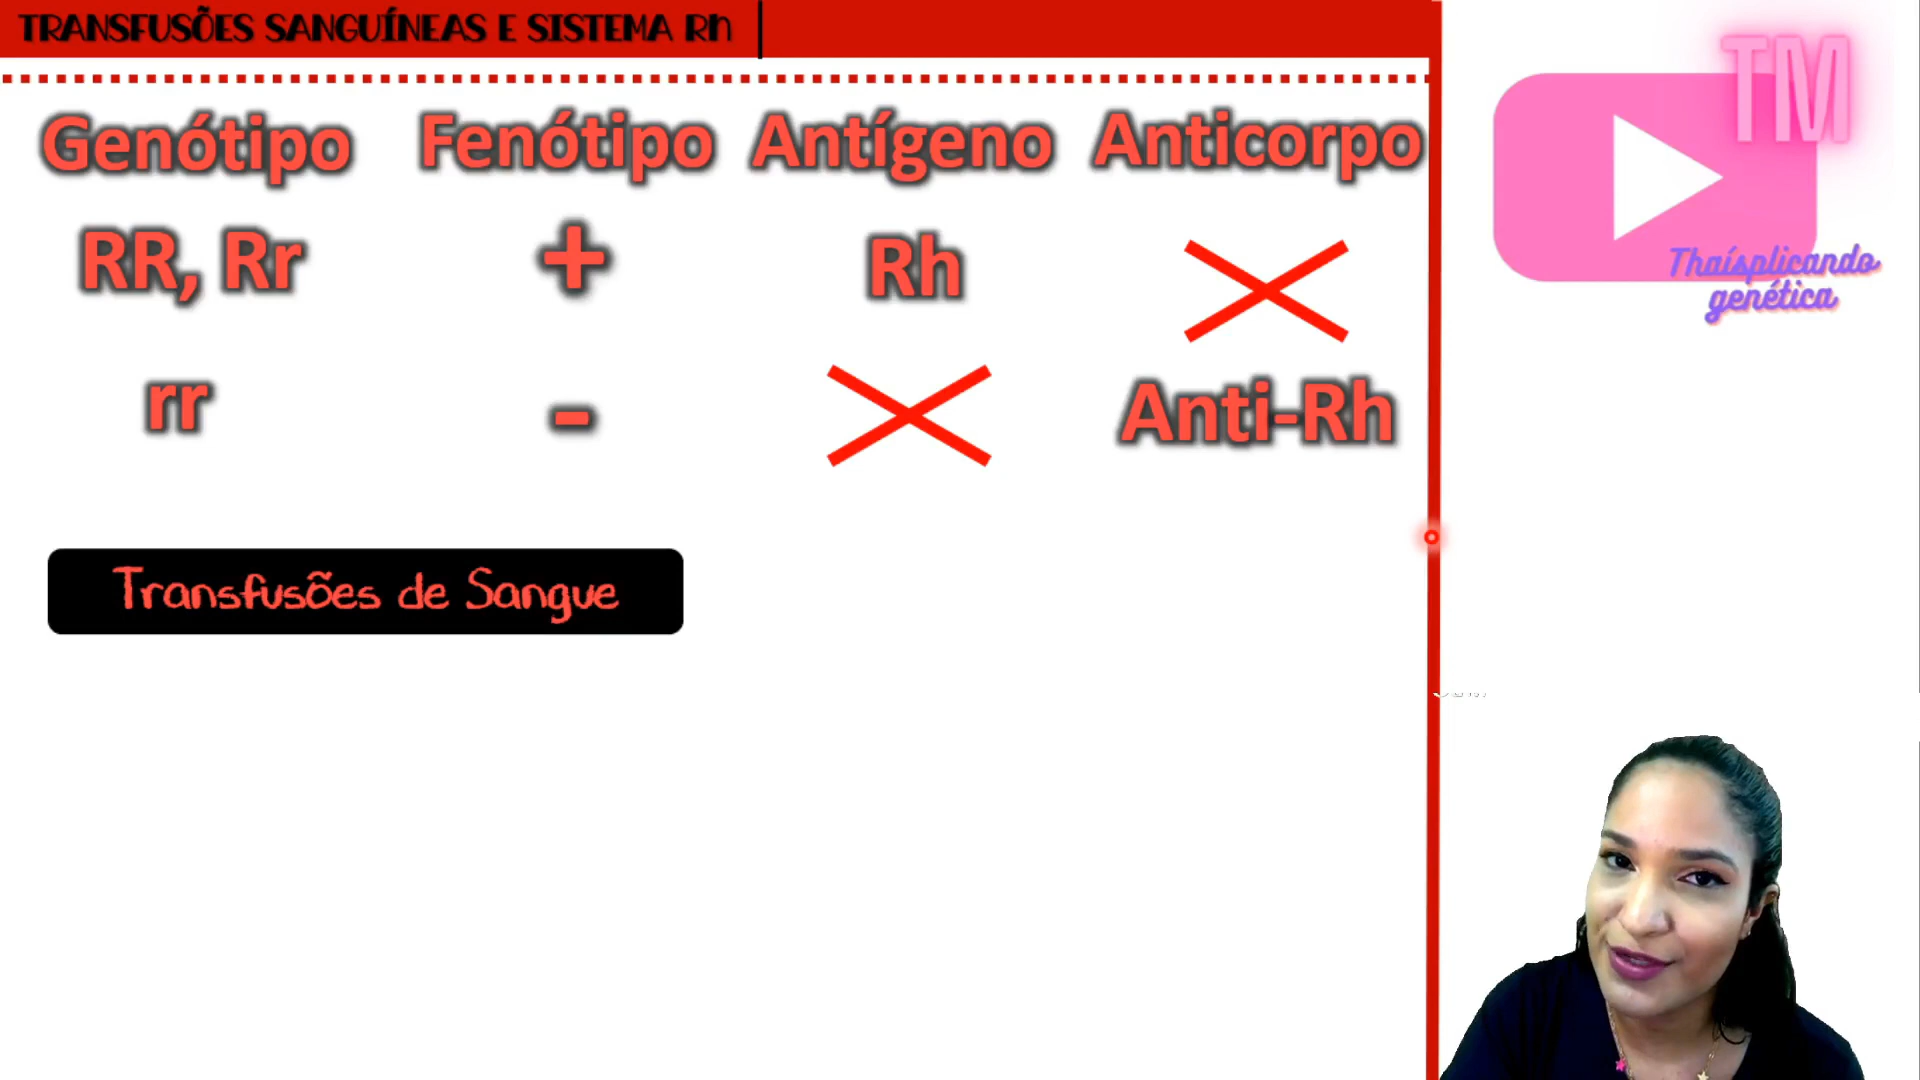 TRANSFUSÕES SANGUÍNEAS E SISTEMA Rh
Genótipo Fenótipo Antígeno Anticorpo
RR, Rr + Rh
rr - Anti-Rh
Transfusões de Sangue
TM
Thaísplicando
genética